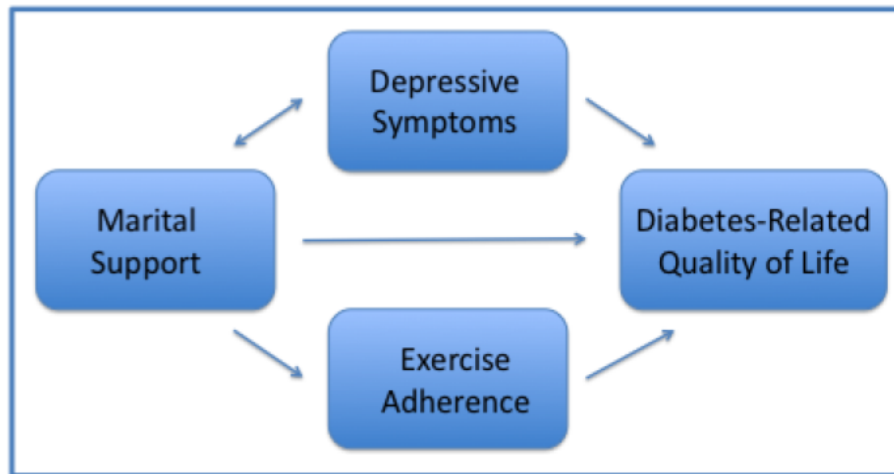 Depressive
Symptoms
Marital
Support
Diabetes-Related
Quality of Life
Exercise
Adherence